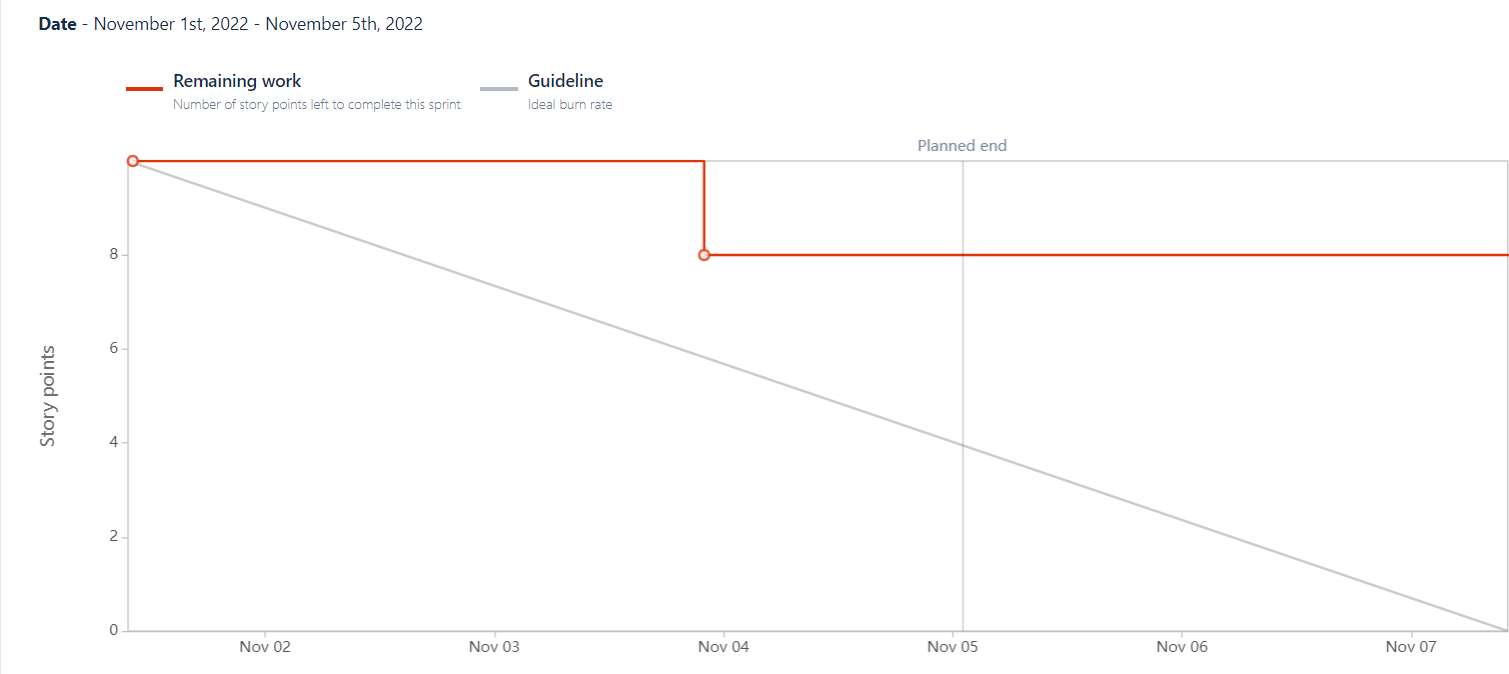 Date - November 1st, 2022 - November 5th, 2022
Remaining work
Number of story points left to complete this sprint
Guideline
Ideal burn rate
Planned end
8
6
4
2
0
Story points
Nov 02
Nov 03
Nov 04
Nov 05
Nov 06
Nov 07